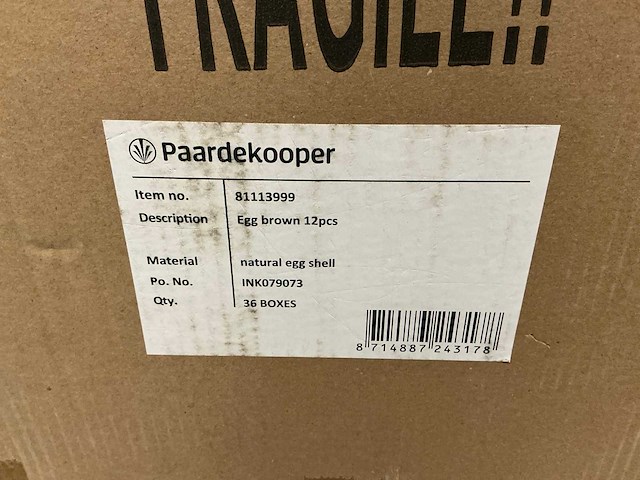 FRAGILE!!
Paardekooper
Item no. 81113999
Description Egg brown 12pcs
Material natural egg shell
Po. No. INK079073
Qty. 36 BOXES
8 714887 243178